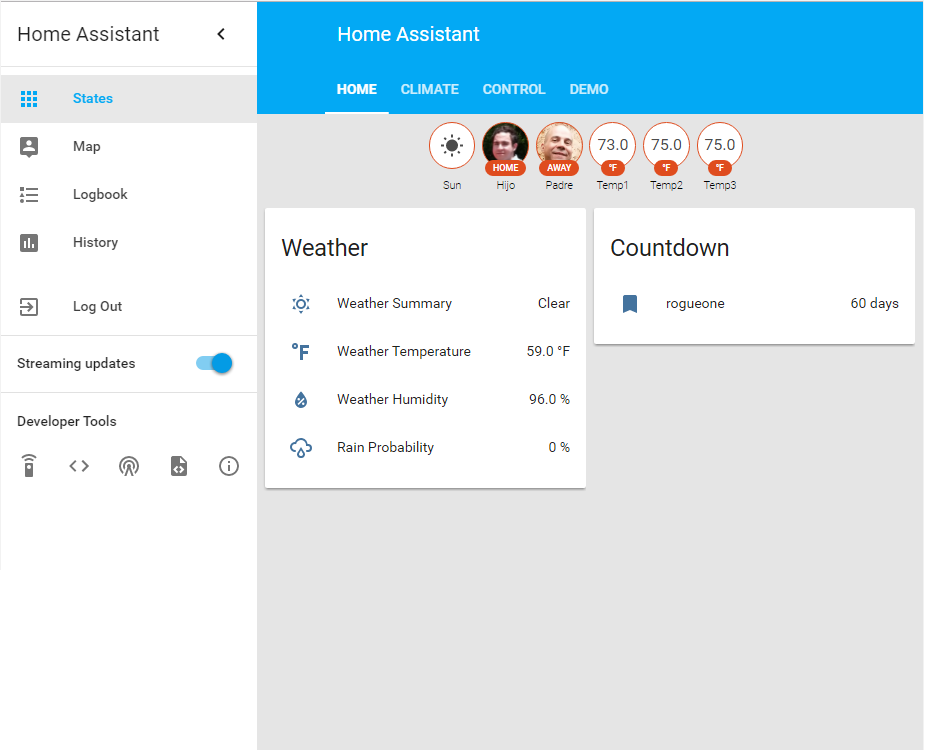 Home Assistant
States
Map
Logbook
History
Log Out
Streaming updates
Developer Tools
Home Assistant
HOME CLIMATE CONTROL DEMO
HOME AWAY 73.0 °F 75.0 °F 75.0 °F
Sun Hijo Padre Temp1 Temp2 Temp3
Weather
Weather Summary Clear
°F Weather Temperature 59.0 °F
Weather Humidity 96.0 %
Rain Probability 0 %
Countdown
rogueone 60 days